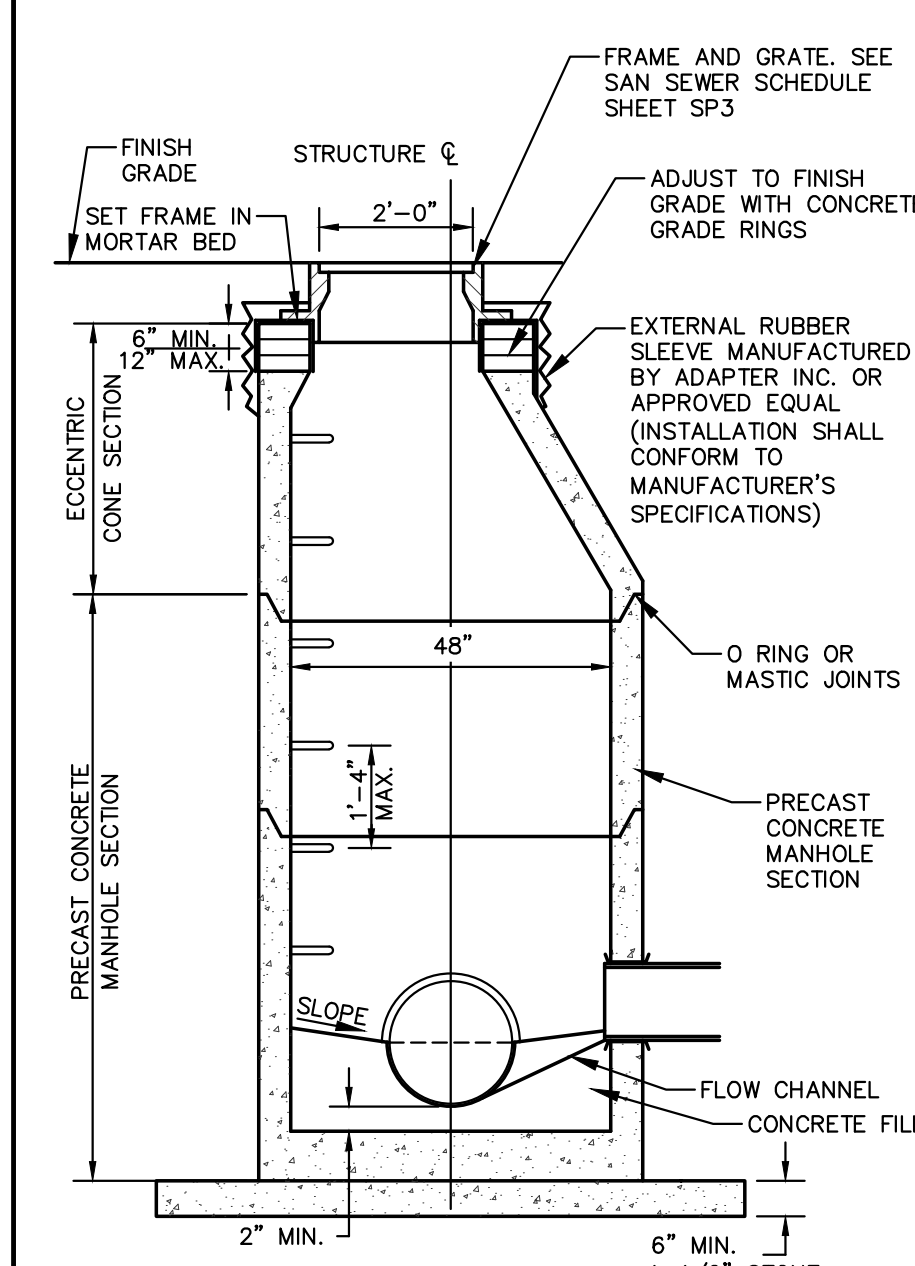 FRAME AND GRATE. SEE
SAN SEWER SCHEDULE
SHEET SP3
FINISH
GRADE
STRUCTURE ℄
ADJUST TO FINISH
GRADE WITH CONCRETE
GRADE RINGS
2'-0"
SET FRAME IN
MORTAR BED
6" MIN.
12" MAX.
EXTERNAL RUBBER
SLEEVE MANUFACTURED
BY ADAPTER INC. OR
APPROVED EQUAL
(INSTALLATION SHALL
CONFORM TO
MANUFACTURER'S
SPECIFICATIONS)
ECCENTRIC
CONE SECTION
48"
O RING OR
MASTIC JOINTS
1'-4"
MAX.
PRECAST
CONCRETE
MANHOLE
SECTION
PRECAST CONCRETE
MANHOLE SECTION
SLOPE
FLOW CHANNEL
CONCRETE FILL
2" MIN.
6" MIN.